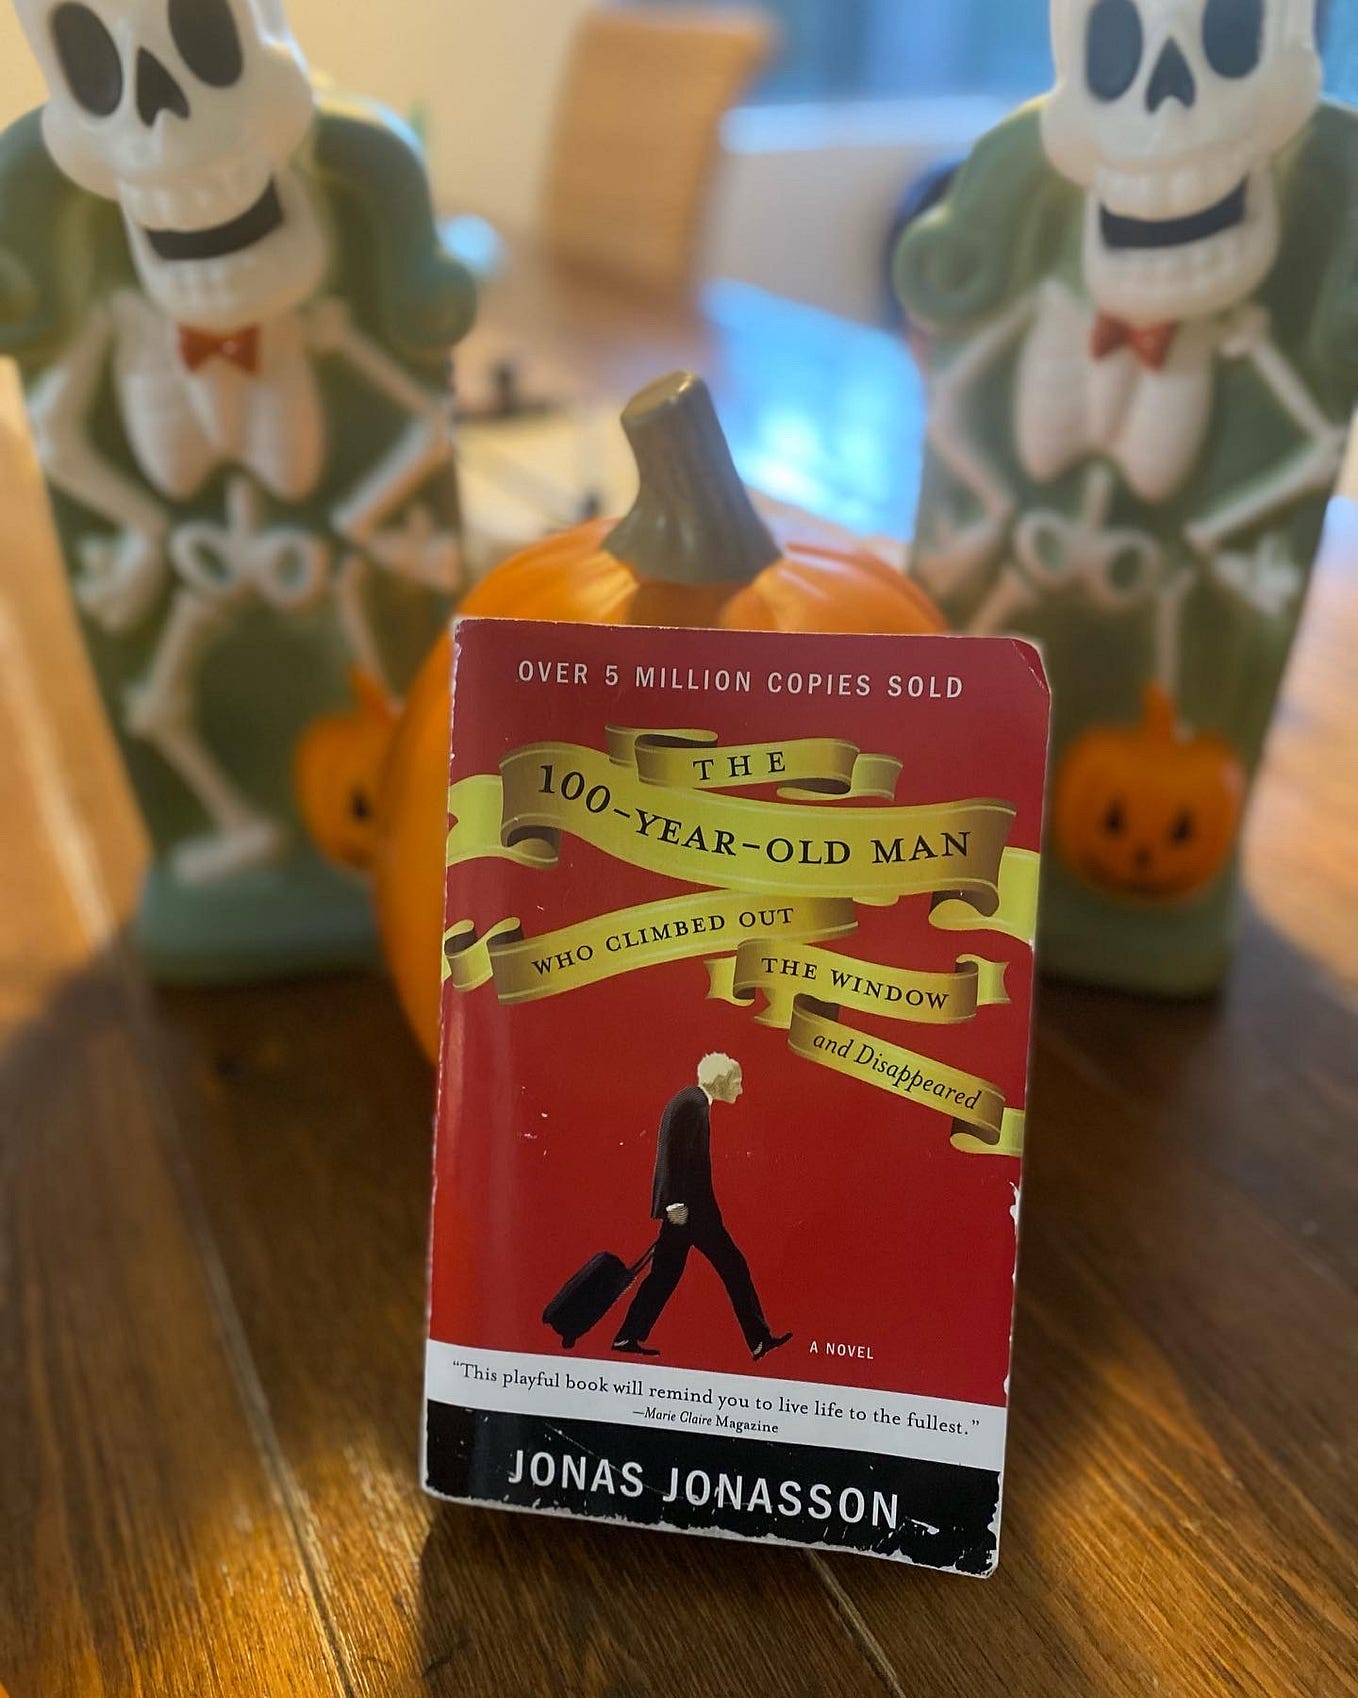 OVER 5 MILLION COPIES SOLD
THE
100-YEAR-OLD MAN
WHO CLIMBED OUT
THE WINDOW
and Disappeared
A NOVEL
“This playful book will remind you to live life to the fullest.”
—Marie Claire Magazine
JONAS JONASSON